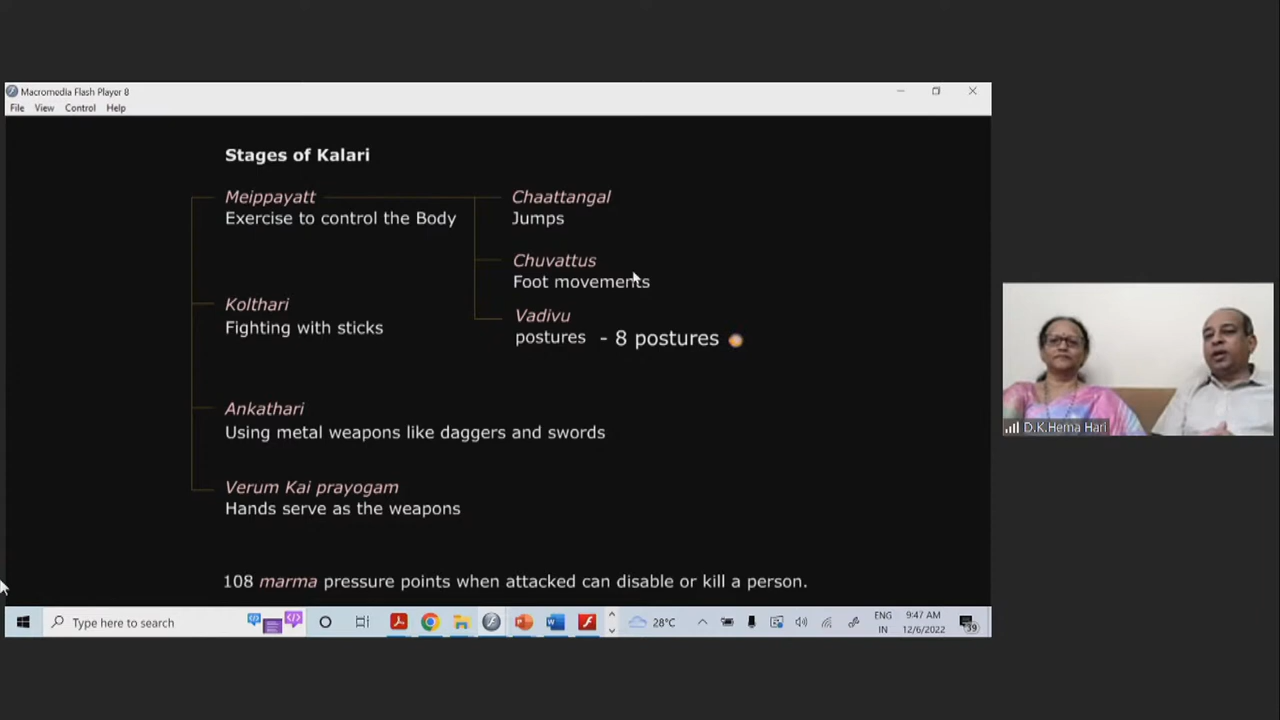 Macromedia Flash Player 8
File View Control Help
Stages of Kalari
Meippayatt
Exercise to control the Body
Chaattangal
Jumps
Chuvattus
Foot movements
Kolthari
Fighting with sticks
Vadivu
postures - 8 postures
Ankathari
Using metal weapons like daggers and swords
Verum Kai prayogam
Hands serve as the weapons
108 marma pressure points when attacked can disable or kill a person.
D.K.Hema Hari
Type here to search
28°C
ENG
IN
9:47 AM
12/6/2022
39